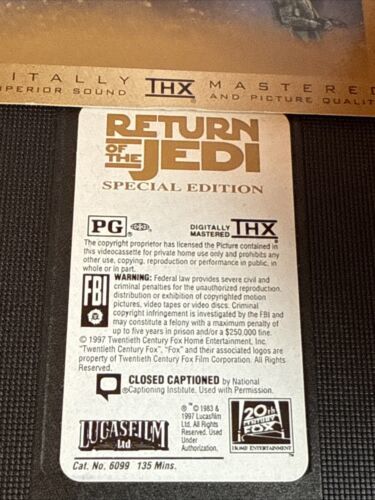 ITALLY THX MASTERED
PERIOR SOUND AND PICTURE QUALIT
RETURN
OF THE JEDI
SPECIAL EDITION
PG ® DIGITALLY MASTERED THX ®
The copyright proprietor has licensed the Picture contained in
this videocassette for private home use only and prohibits any
other use, copying, reproduction or performance in public, in
whole or in part.
FBI
WARNING: Federal law provides severe civil and
criminal penalties for the unauthorized reproduction,
distribution or exhibition of copyrighted motion
pictures, video tapes or video discs. Criminal
copyright infringement is investigated by the FBI and
may constitute a felony with a maximum penalty of
up to five years in prison and/or a $250,000 fine.
© 1997 Twentieth Century Fox Home Entertainment, Inc.
"Twentieth Century Fox", "Fox" and their associated logos are
property of Twentieth Century Fox Film Corporation. All Rights
Reserved.
CLOSED CAPTIONED by National
®Captioning Institute. Used with Permission.
LUCASFILM
Ltd
®™© 1983 &
1997 Lucasfilm
Ltd. All Rights
Reserved. Used
Under
Authorization.
20th
CENTURY
FOX
HOME ENTERTAINMENT
™
Cat. No. 6099 135 Mins.